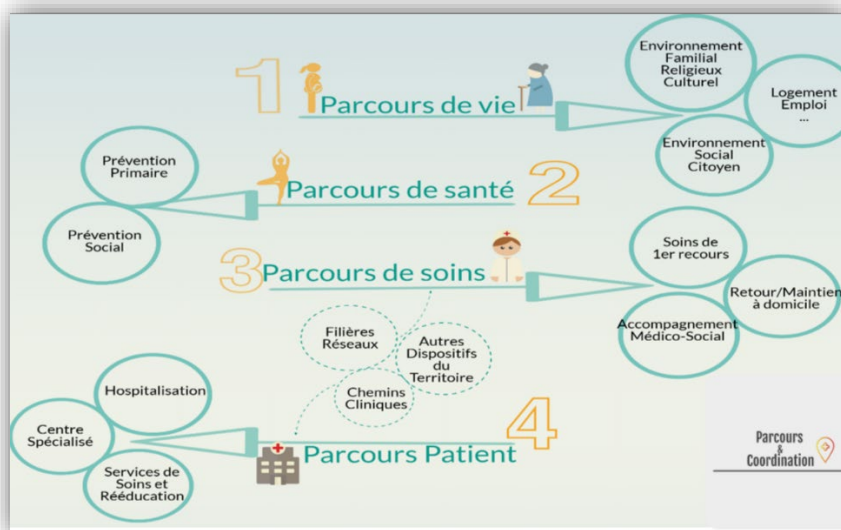 1
Parcours de vie
Environnement
Familial
Religieux
Culturel
Logement
Emploi
...
Environnement
Social
Citoyen
Prévention
Primaire
Prévention
Social
Parcours de santé
2
3
Parcours de soins
Soins de
1er recours
Retour/Maintien
à domicile
Accompagnement
Médico-Social
Filières
Réseaux
Autres
Dispositifs
du
Territoire
Chemins
Cliniques
Hospitalisation
Centre
Spécialisé
Services de
Soins et
Rééducation
4
Parcours Patient
Parcours
&
Coordination